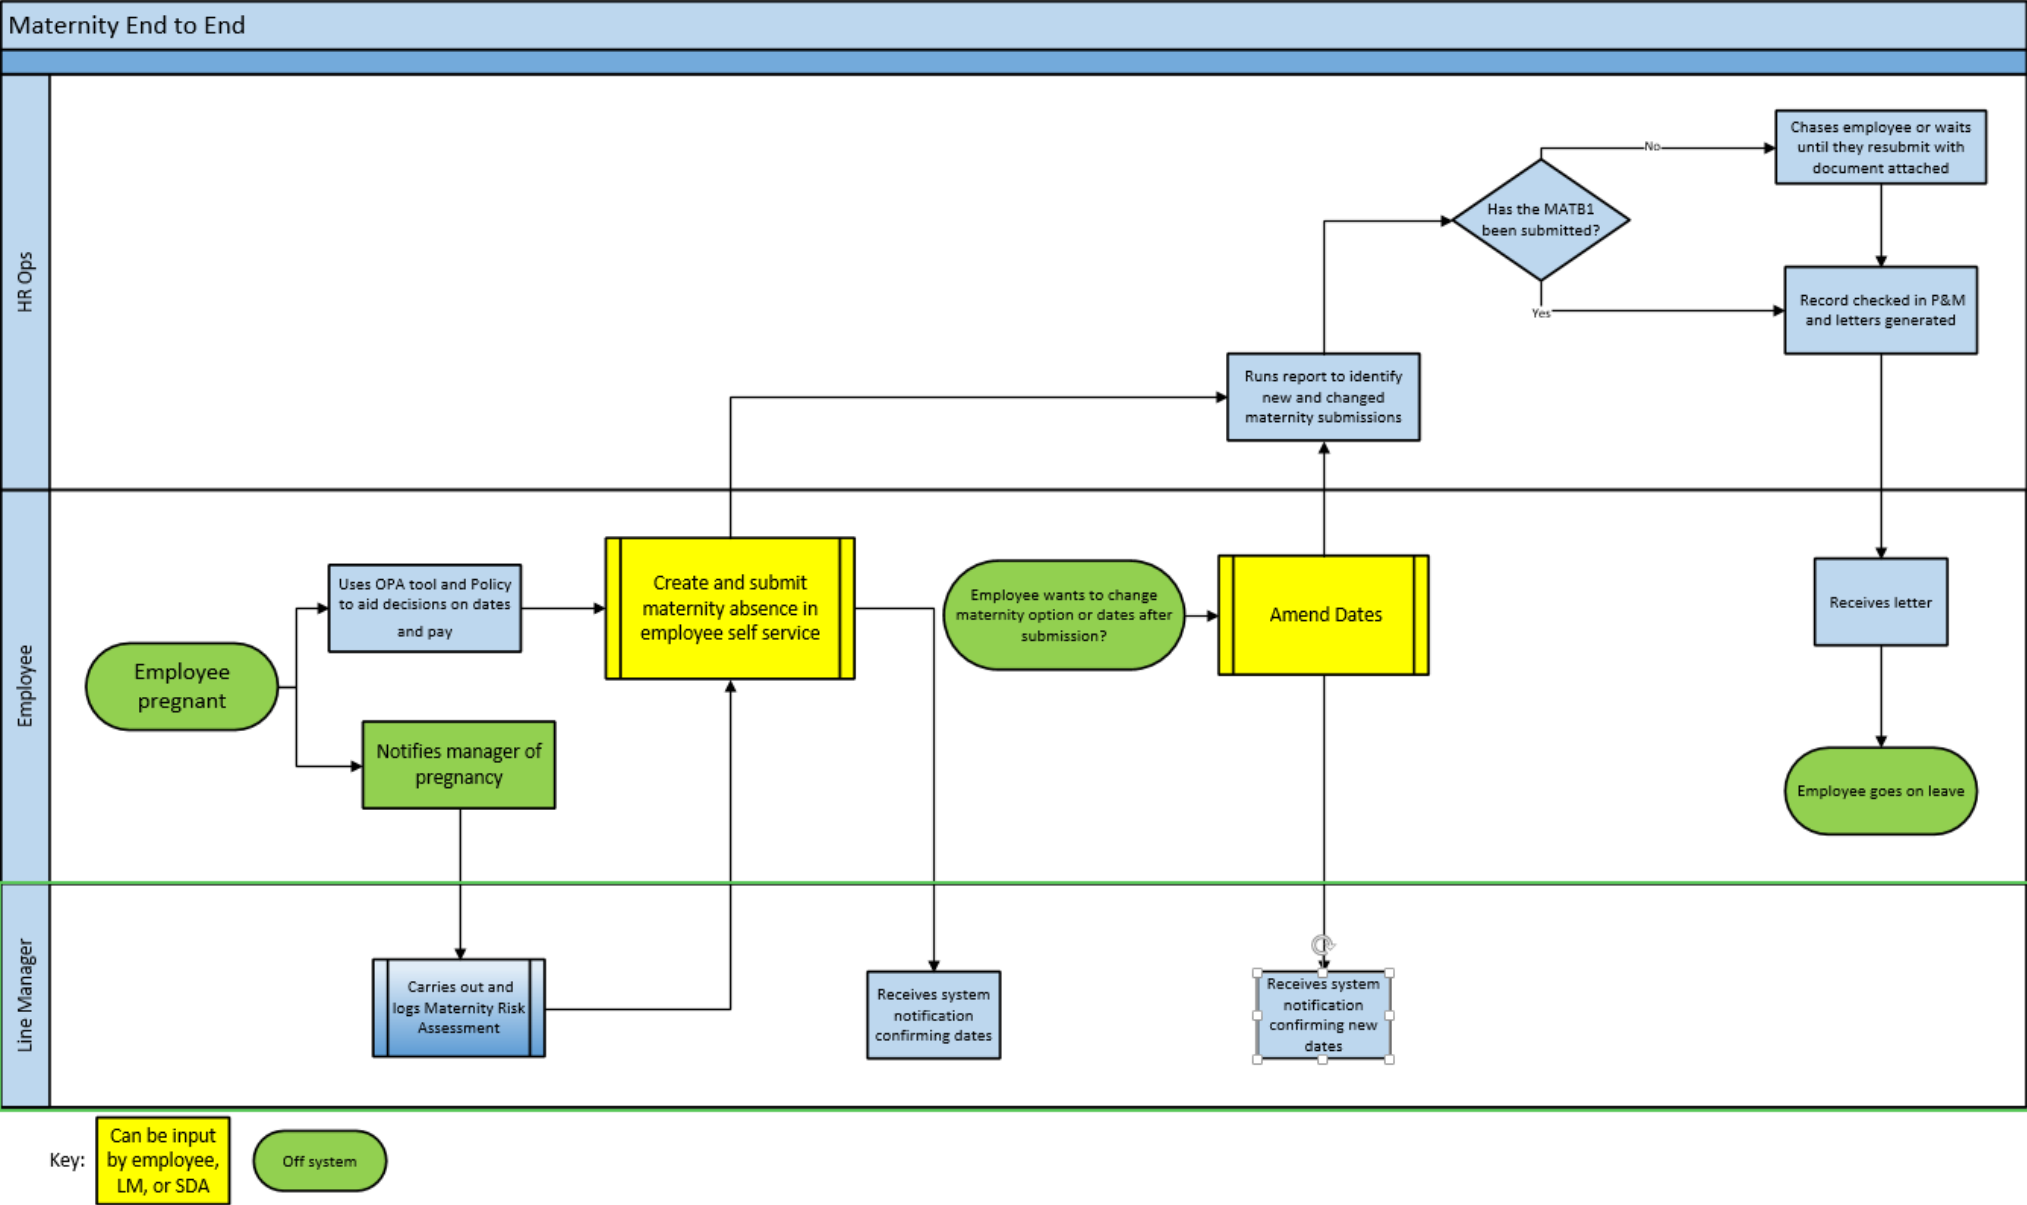 Maternity End to End
HR Ops
Chases employee or waits
until they resubmit with
document attached
No
Has the MATB1
been submitted?
Yes
Record checked in P&M
and letters generated
Runs report to identify
new and changed
maternity submissions
Employee
Employee
pregnant
Uses OPA tool and Policy
to aid decisions on dates
and pay
Notifies manager of
pregnancy
Create and submit
maternity absence in
employee self service
Employee wants to change
maternity option or dates after
submission?
Amend Dates
Receives letter
Employee goes on leave
Line Manager
Carries out and
logs Maternity Risk
Assessment
Receives system
notification
confirming dates
Receives system
notification
confirming new
dates
Key:
Can be input
by employee,
LM, or SDA
Off system